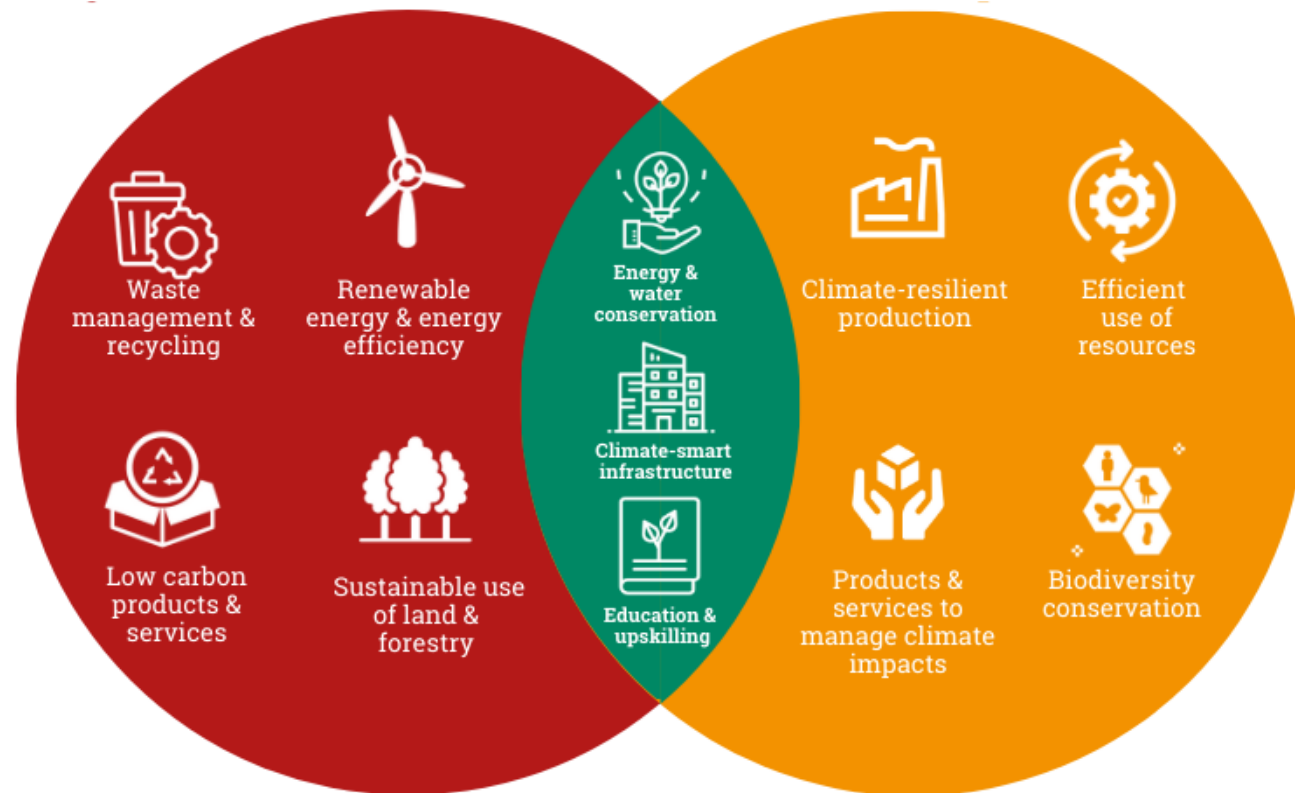 Waste
management &
recycling
Renewable
energy & energy
efficiency
Low carbon
products &
services
Sustainable use
of land &
forestry
Energy &
water
conservation
Climate-smart
infrastructure
Education &
upskilling
Climate-resilient
production
Efficient
use of
resources
Products &
services to
manage climate
impacts
Biodiversity
conservation